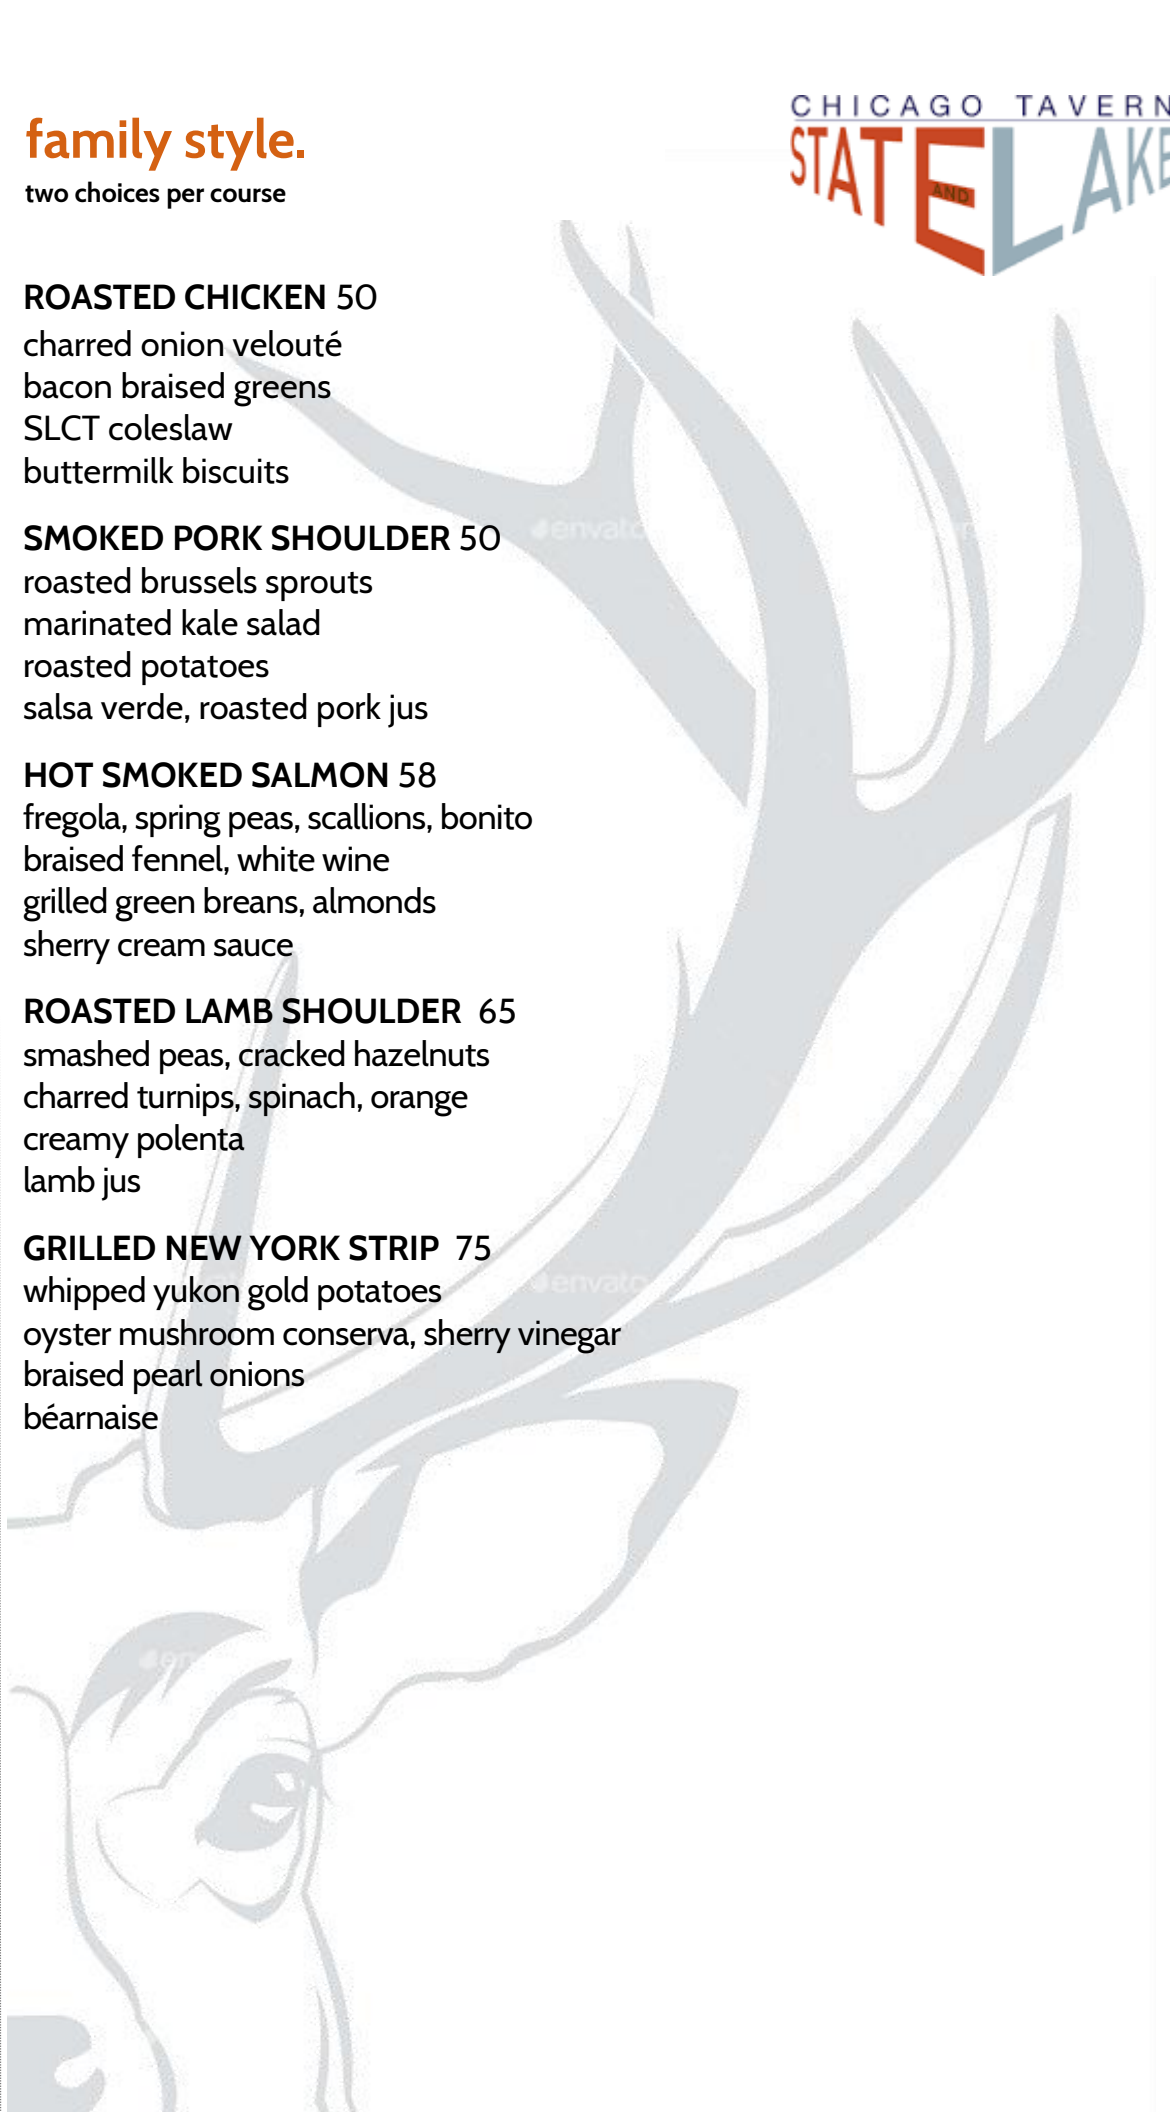 family style.
two choices per course
CHICAGO TAVERN
STATE AND LAKE
ROASTED CHICKEN 50
charred onion velouté
bacon braised greens
SLCT coleslaw
buttermilk biscuits
SMOKED PORK SHOULDER 50
roasted brussels sprouts
marinated kale salad
roasted potatoes
salsa verde, roasted pork jus
HOT SMOKED SALMON 58
fregola, spring peas, scallions, bonito
braised fennel, white wine
grilled green breans, almonds
sherry cream sauce
ROASTED LAMB SHOULDER 65
smashed peas, cracked hazelnuts
charred turnips, spinach, orange
creamy polenta
lamb jus
GRILLED NEW YORK STRIP 75
whipped yukon gold potatoes
oyster mushroom conserva, sherry vinegar
braised pearl onions
béarnaise
envato
envato